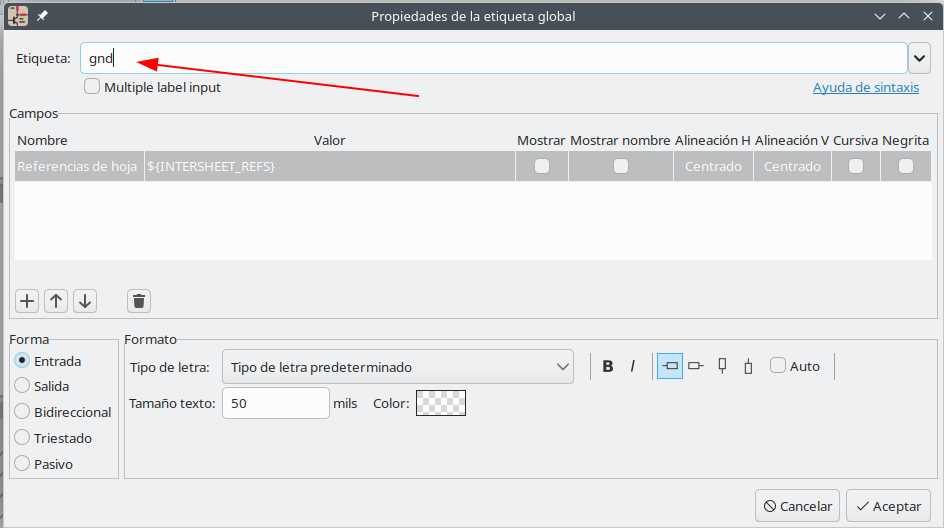 Propiedades de la etiqueta global
Etiqueta: gnd
Multiple label input Ayuda de sintaxis
Campos
Nombre Valor Mostrar Mostrar nombre Alineación H Alineación V Cursiva Negrita
Referencias de hoja ${INTERSHEET_REFS} Centrado Centrado
Forma
Entrada
Salida
Bidireccional
Triestado
Pasivo
Formato
Tipo de letra: Tipo de letra predeterminado B I Auto
Tamaño texto: 50 mils Color:
Cancelar Aceptar